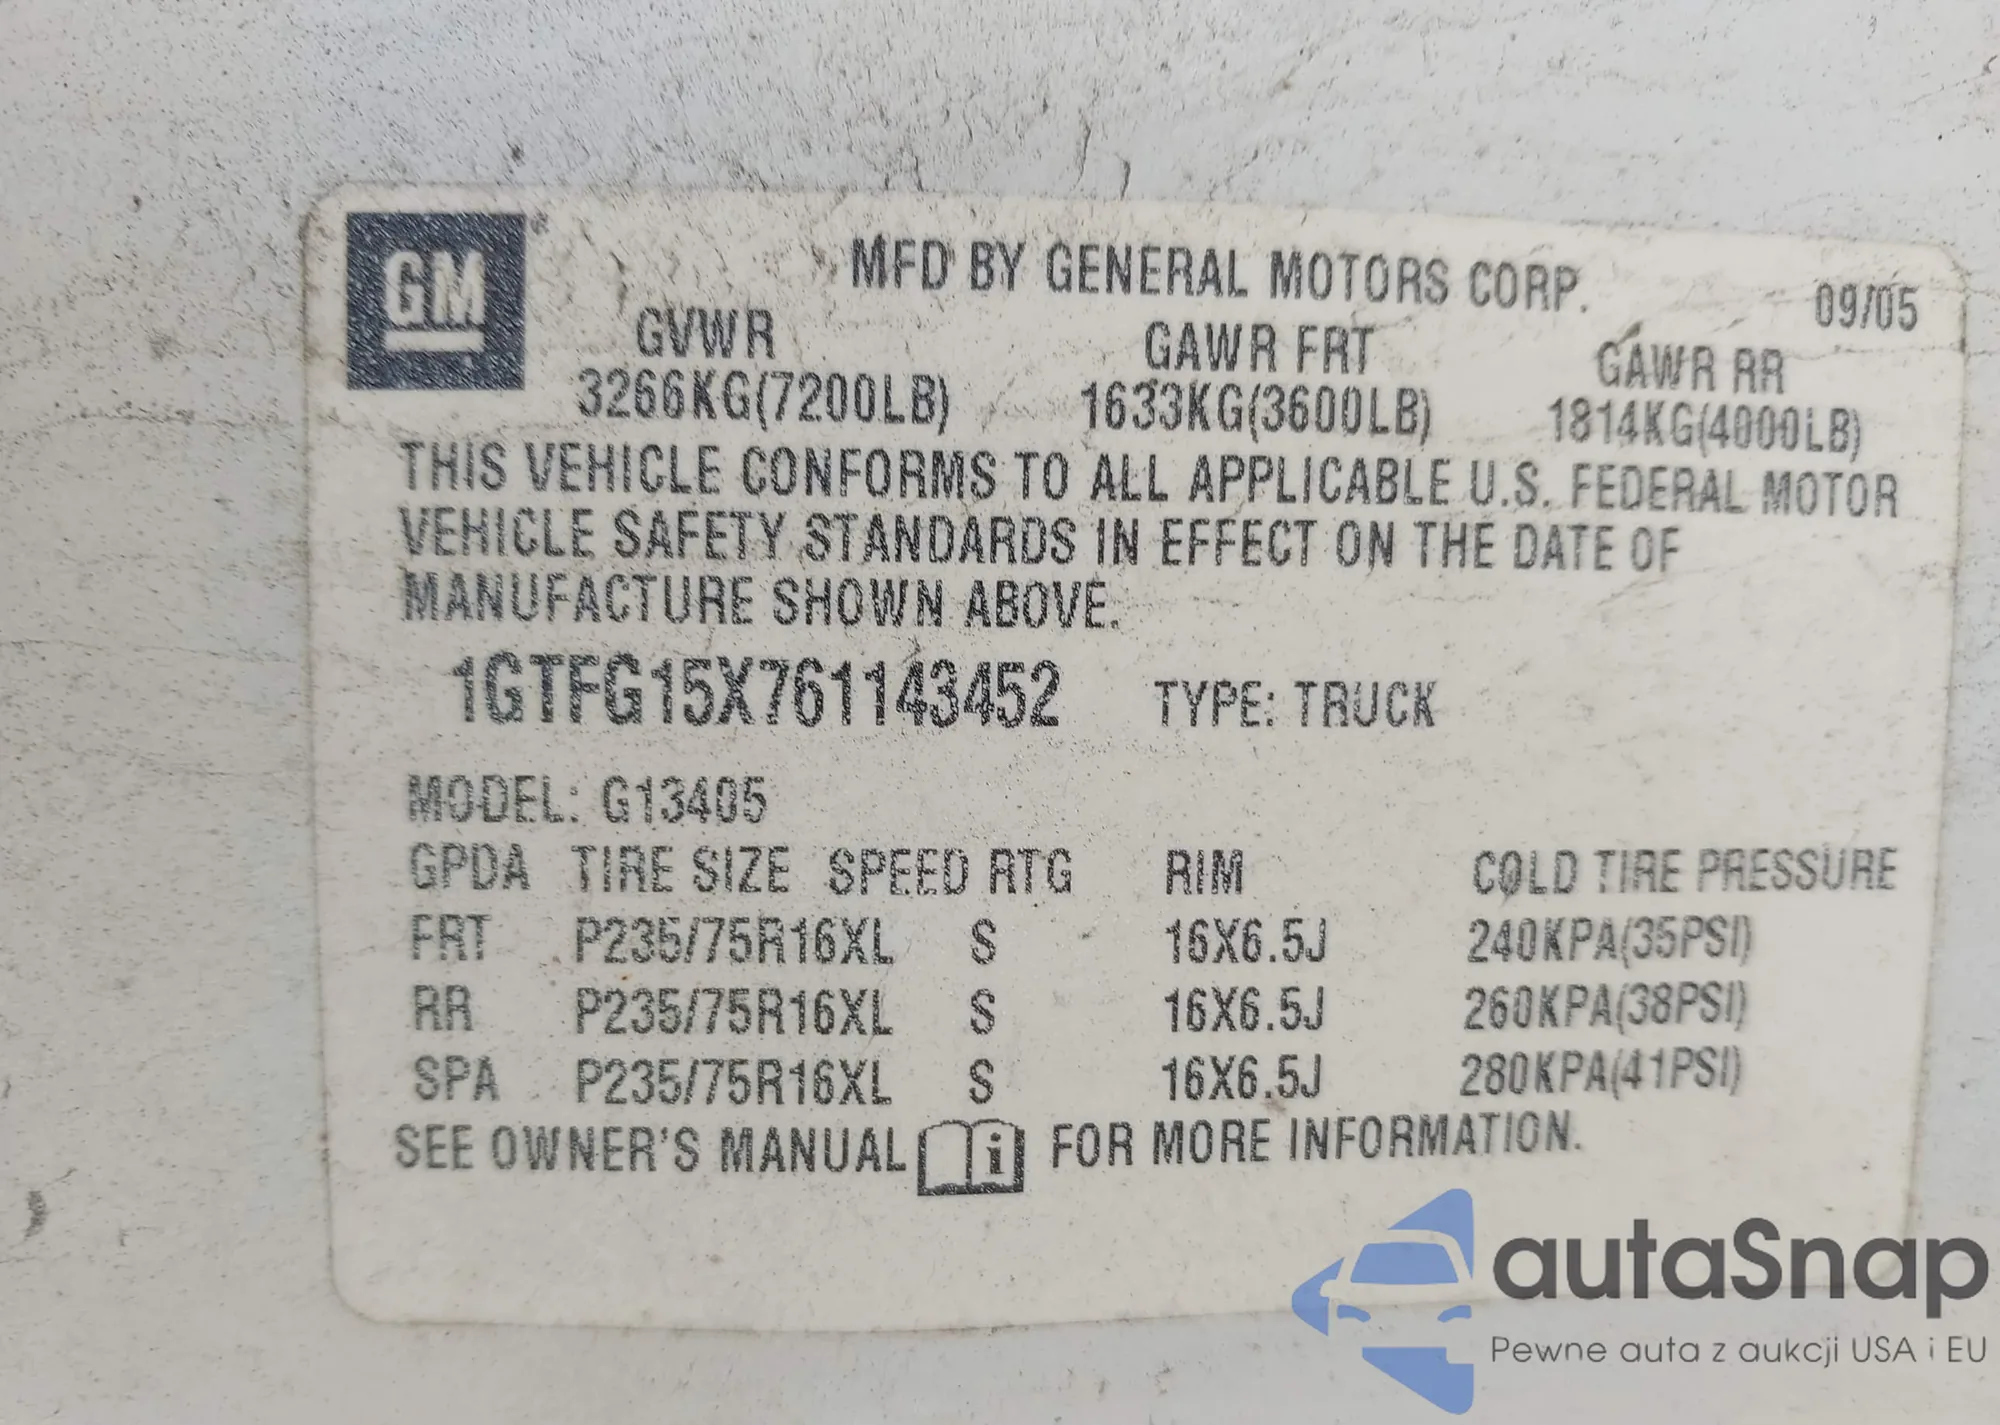 GM
MFD BY GENERAL MOTORS CORP. 09/05
GVWR GAWR FRT GAWR RR
3266KG(7200LB) 1633KG(3600LB) 1814KG(4000LB)
THIS VEHICLE CONFORMS TO ALL APPLICABLE U.S. FEDERAL MOTOR
VEHICLE SAFETY STANDARDS IN EFFECT ON THE DATE OF
MANUFACTURE SHOWN ABOVE.
1GTFG15X761143452 TYPE: TRUCK
MODEL: G13405
GPDA TIRE SIZE SPEED RTG RIM COLD TIRE PRESSURE
FRT P235/75R16XL S 16X6.5J 240KPA(35PSI)
RR P235/75R16XL S 16X6.5J 260KPA(38PSI)
SPA P235/75R16XL S 16X6.5J 280KPA(41PSI)
SEE OWNER'S MANUAL i FOR MORE INFORMATION.
autaSnap
Pewne auta z aukcji USA i EU